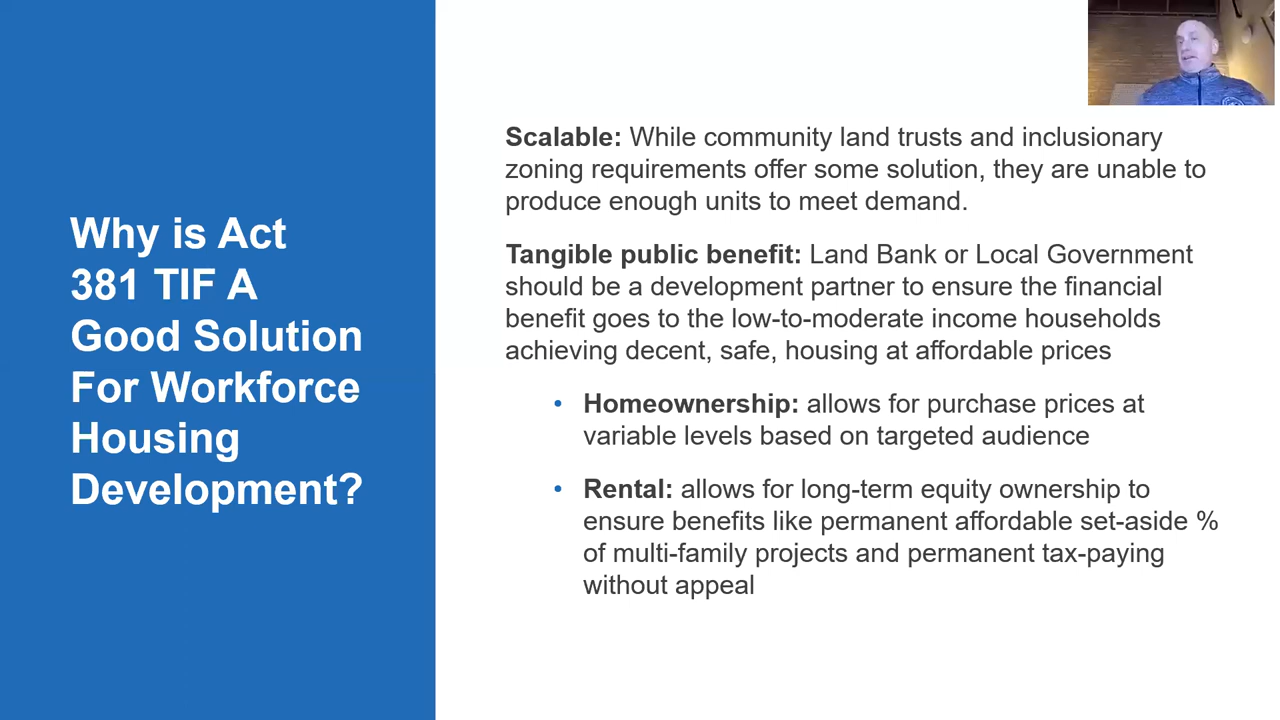 Why is Act
381 TIF A
Good Solution
For Workforce
Housing
Development?
Scalable: While community land trusts and inclusionary
zoning requirements offer some solution, they are unable to
produce enough units to meet demand.
Tangible public benefit: Land Bank or Local Government
should be a development partner to ensure the financial
benefit goes to the low-to-moderate income households
achieving decent, safe, housing at affordable prices
• Homeownership: allows for purchase prices at
variable levels based on targeted audience
• Rental: allows for long-term equity ownership to
ensure benefits like permanent affordable set-aside %
of multi-family projects and permanent tax-paying
without appeal